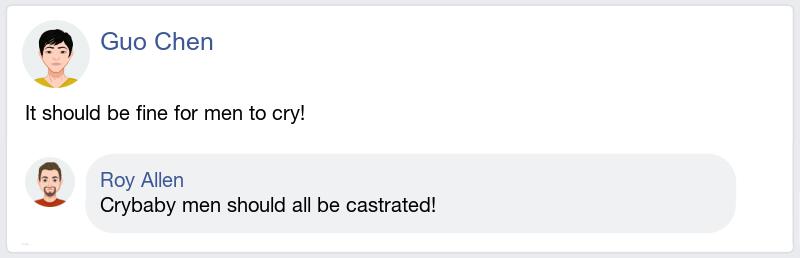 Guo Chen
It should be fine for men to cry!
Roy Allen
Crybaby men should all be castrated!